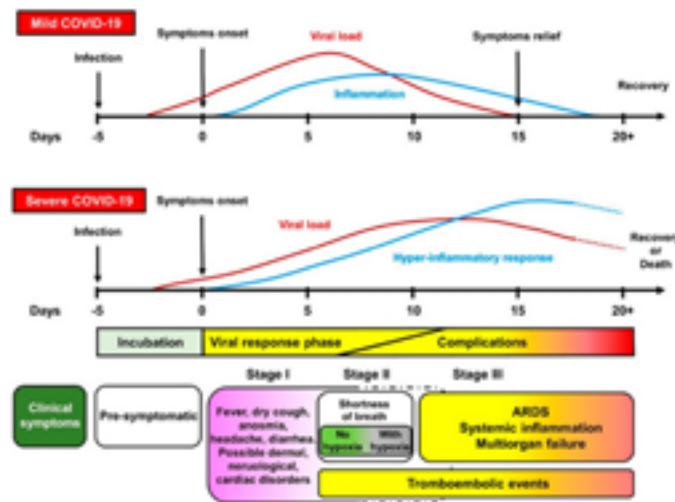 Mild COVID-19
Symptoms onset
Viral load
Symptoms relief
Infection
Inflammation
Recovery
Days -5 0 5 10 15 20+
Severe COVID-19
Symptoms onset
Infection
Viral load
Hyper-inflammatory response
Recovery
or
Death
Days -5 0 5 10 15 20+
Incubation Viral response phase Complications
Stage I Stage II Stage III
Clinical
symptoms
Pre-symptomatic
Fever, dry cough,
anosmia,
headache, diarrhea,
Possible dermal,
neruological,
cardiac disorders
Shortness
of breath
No
hypoxia
With
hypoxia
ARDS
Systemic inflammation
Multiorgan failure
Tromboembolic events